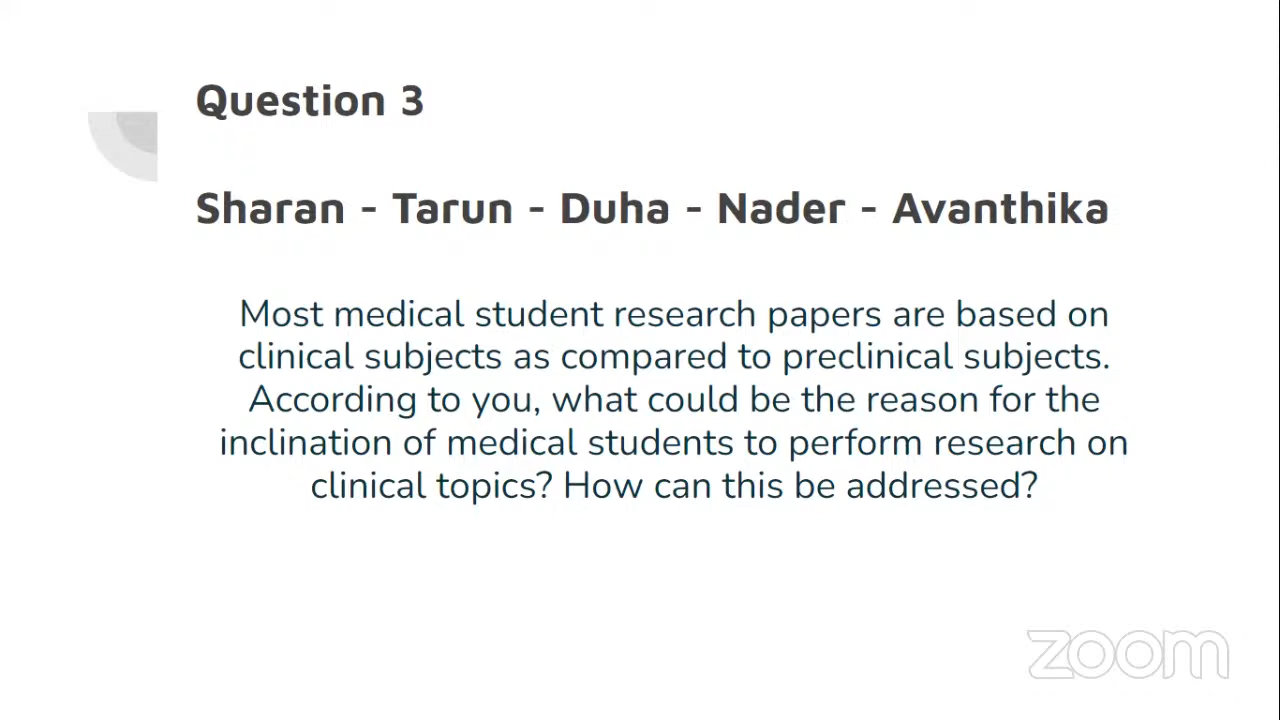 Question 3
Sharan - Tarun - Duha - Nader - Avanthika
Most medical student research papers are based on
clinical subjects as compared to preclinical subjects.
According to you, what could be the reason for the
inclination of medical students to perform research on
clinical topics? How can this be addressed?
zoom